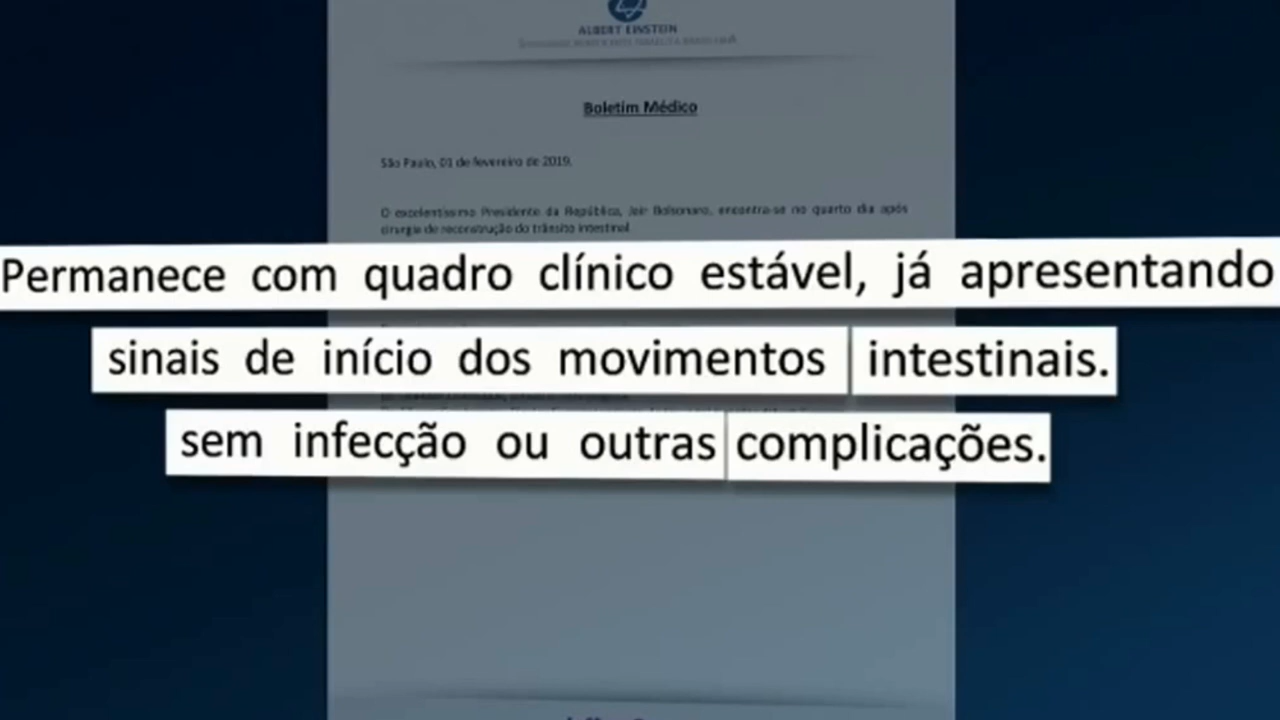 ALBERT EINSTEIN
Boletim Médico
São Paulo, 01 de fevereiro de 2019.
O excelentíssimo Presidente da República, Jair Bolsonaro, encontra-se no quarto dia após
cirurgia de reconstrução do trânsito intestinal.
Permanece com quadro clínico estável, já apresentando
sinais de início dos movimentos intestinais.
sem infecção ou outras complicações.